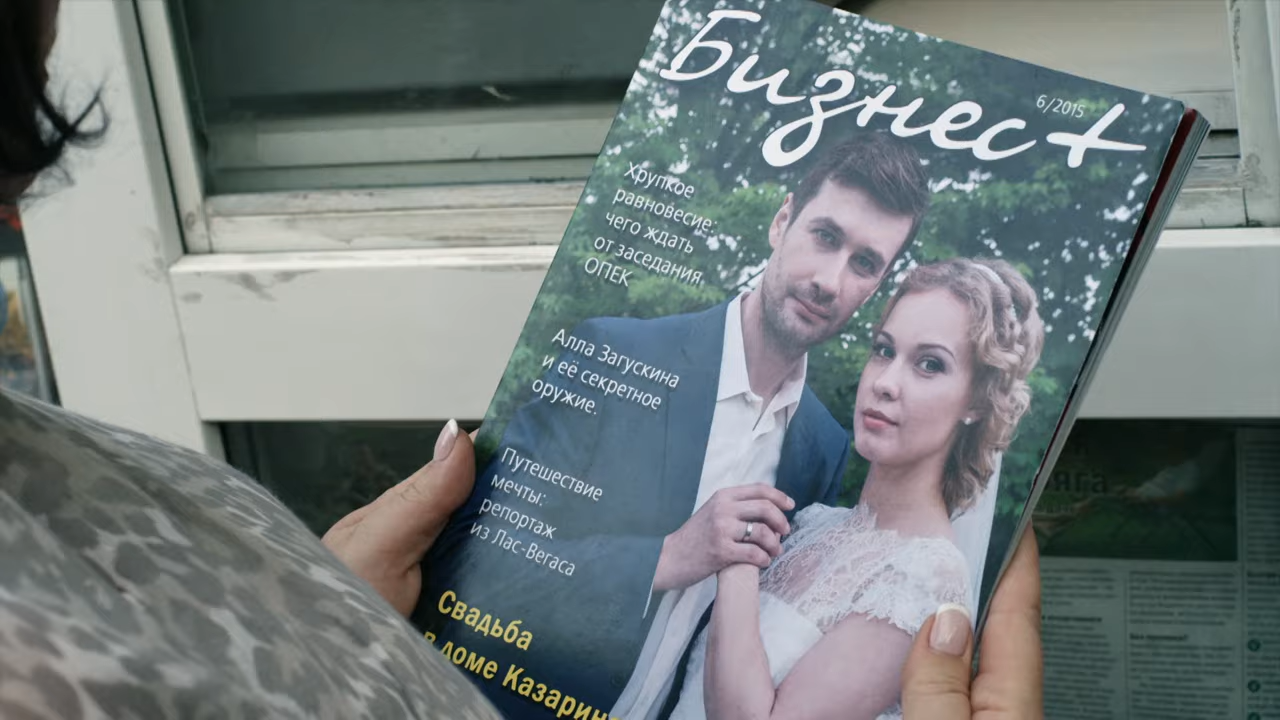 Бизнес+
6/2015
Хрупкое
равновесие:
чего ждать
от заседания
ОПЕК
Алла Загускина
и её секретное
оружие.
Путешествие
мечты:
репортаж
из Лас-Вегаса
Свадьба
в доме